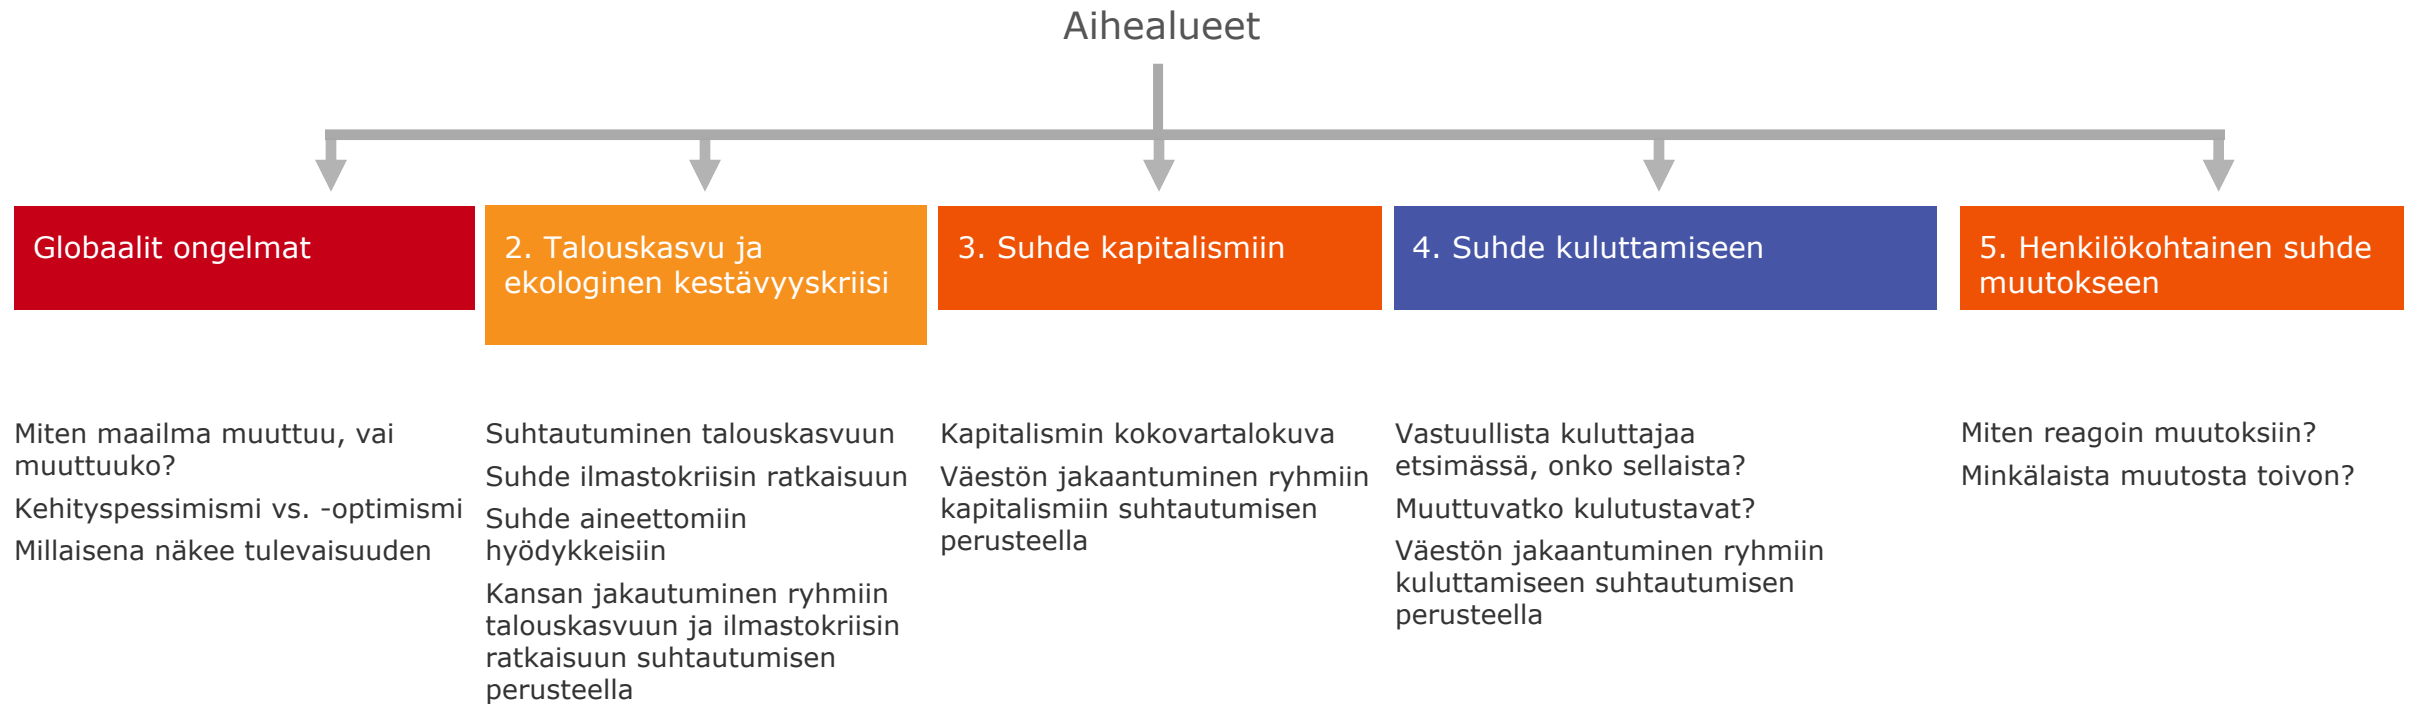 Aihealueet
Globaalit ongelmat
2. Talouskasvu ja
ekologinen kestävyyskriisi
3. Suhde kapitalismiin
4. Suhde kuluttamiseen
5. Henkilökohtainen suhde
muutokseen
Miten maailma muuttuu, vai
muuttuuko?
Kehityspessimismi vs. -optimismi
Millaisena näkee tulevaisuuden
Suhtautuminen talouskasvuun
Suhde ilmastokriisin ratkaisuun
Suhde aineettomiin
hyödykkeisiin
Kansan jakautuminen ryhmiin
talouskasvuun ja ilmastokriisin
ratkaisuun suhtautumisen
perusteella
Kapitalismin kokovartalokuva
Väestön jakaantuminen ryhmiin
kapitalismiin suhtautumisen
perusteella
Vastuullista kuluttajaa
etsimässä, onko sellaista?
Muuttuvatko kulutustavat?
Väestön jakaantuminen ryhmiin
kuluttamiseen suhtautumisen
perusteella
Miten reagoin muutoksiin?
Minkälaista muutosta toivon?